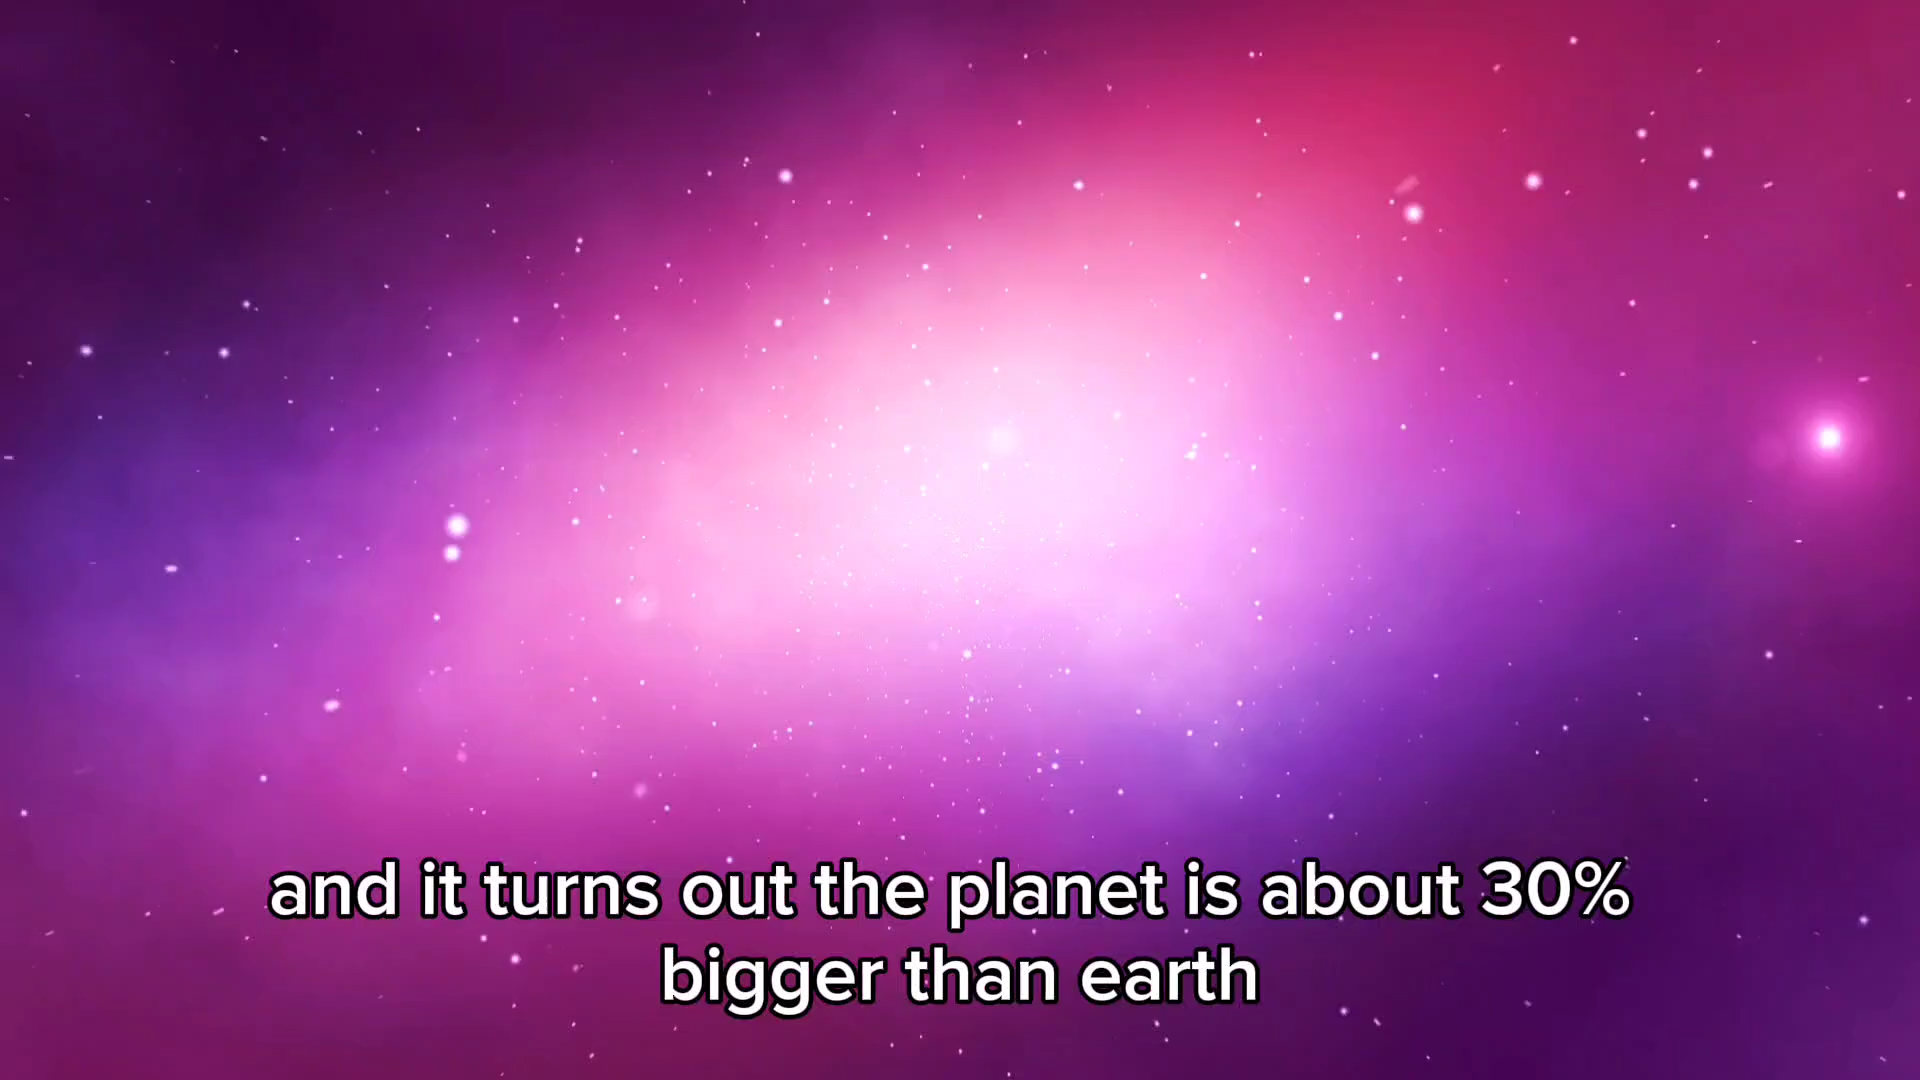 and it turns out the planet is about 30%
bigger than earth